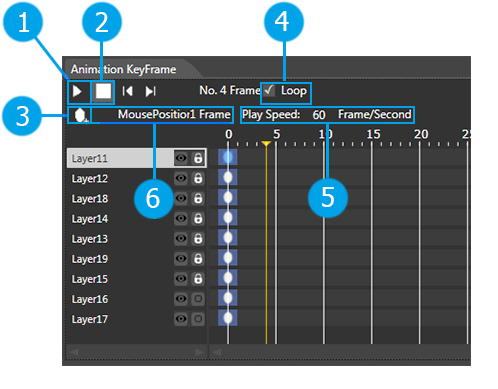 1
2
4
Animation KeyFrame
No. 4 Frame Loop
3
MousePosition1 Frame Play Speed: 60 Frame/Second
0 5 10 15 20 25
6
5
Layer11
Layer12
Layer18
Layer14
Layer13
Layer19
Layer15
Layer16
Layer17